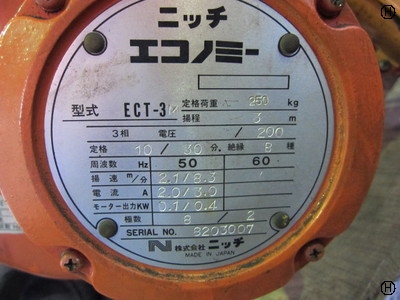 ニッチ
エコノミー
型式 ECT-3M 定格荷重 250 kg
揚程 3 m
3相 電圧 / 200
定格 10 / 30 分. 絶縁 B 種
周波数 Hz 50 60
揚速 m/分 2.1/8.3
電流 A 2.0/3.0
モーター出力KW 0.1/0.4
極数 8 / 2
SERIAL NO. 8203007
N 株式会社 ニッチ
MADE IN JAPAN
H
H